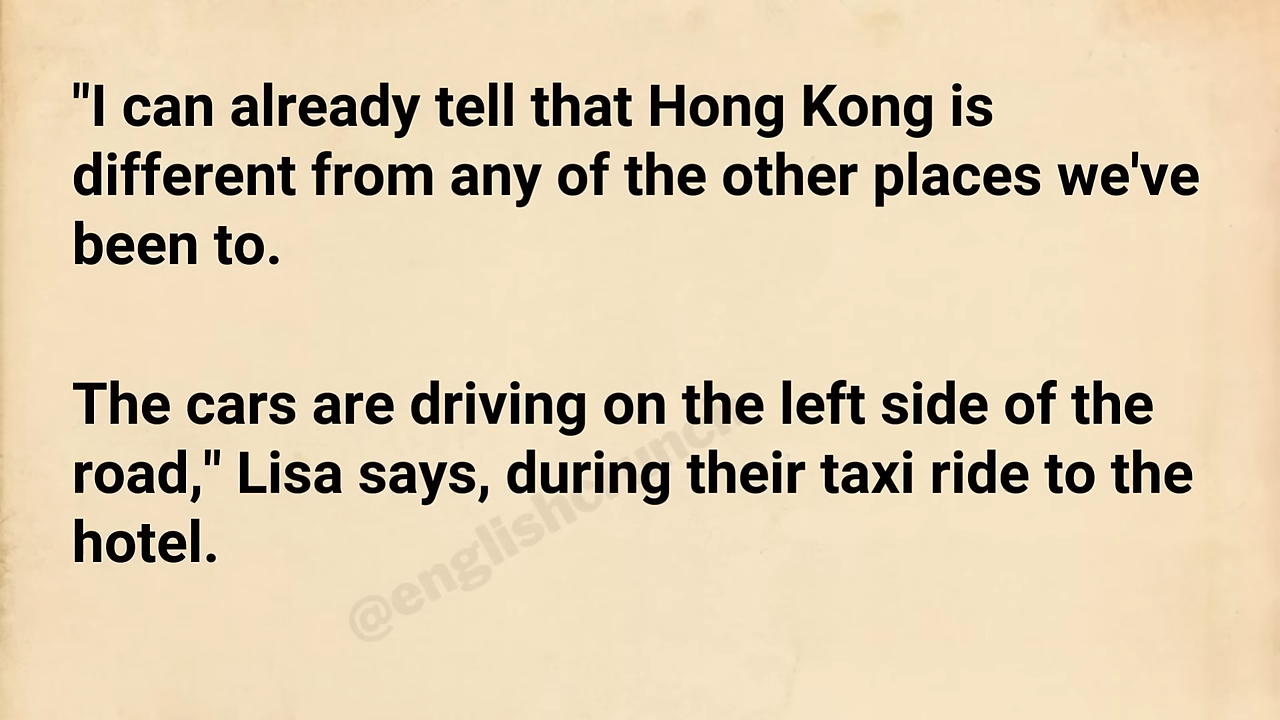 "I can already tell that Hong Kong is
different from any of the other places we've
been to.
The cars are driving on the left side of the
road," Lisa says, during their taxi ride to the
hotel.